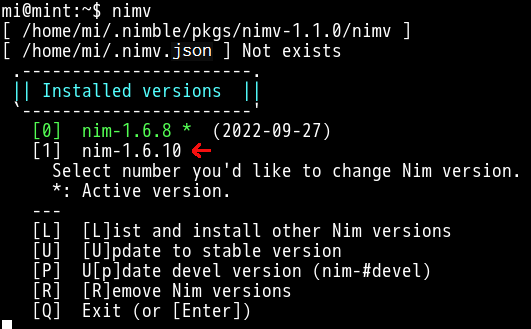 mi@mint:~$ nimv
[ /home/mi/.nimble/pkgs/nimv-1.1.0/nimv ]
[ /home/mi/.nimv.json ] Not exists
.-----------------------.
|| Installed versions  ||
`-----------------------'
[0]  nim-1.6.8 *  (2022-09-27)
[1]  nim-1.6.10
Select number you'd like to change Nim version.
*: Active version.
---
[L]  [L]ist and install other Nim versions
[U]  [U]pdate to stable version
[P]  U[p]date devel version (nim-#devel)
[R]  [R]emove Nim versions
[Q]  Exit (or [Enter])